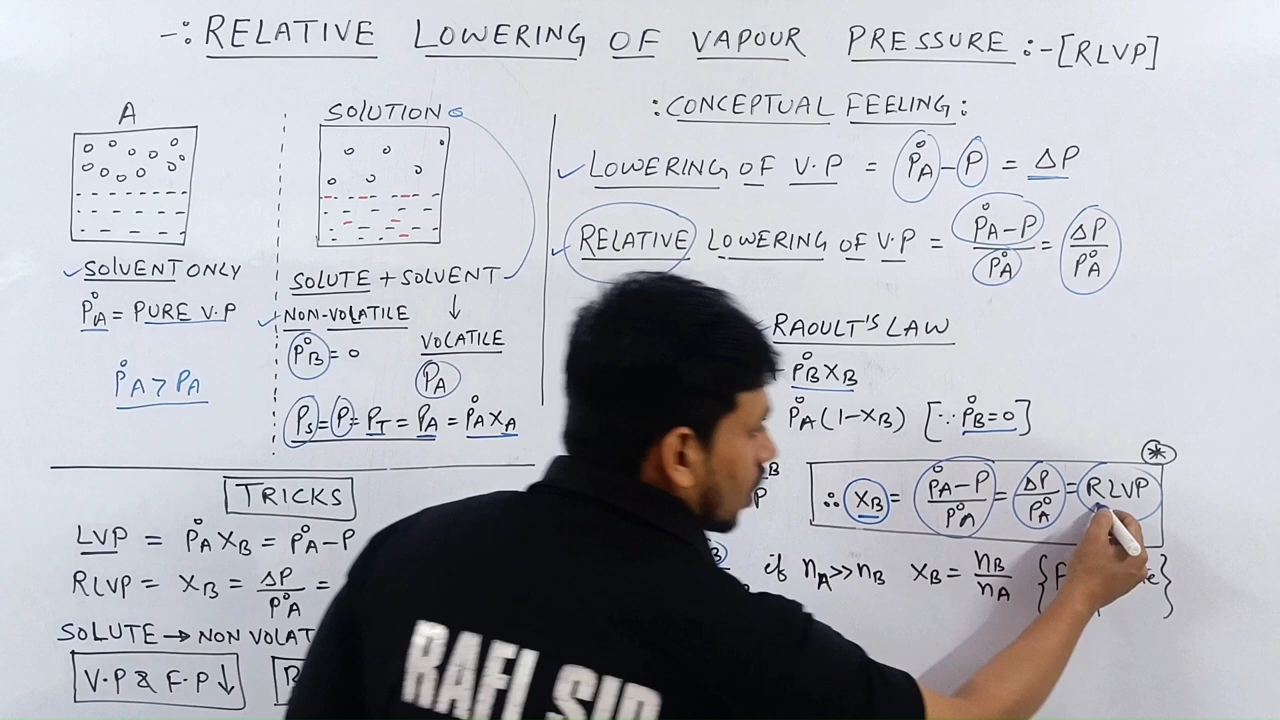 -: RELATIVE LOWERING OF VAPOUR PRESSURE :- [RLVP]
A
SOLVENT ONLY
P°A = PURE V.P
P°A > PA
SOLUTION
SOLUTE + SOLVENT
NON-VOLATILE
P°B = 0
VOLATILE
PA
Ps = P = PT = PA = P°A XA
: CONCEPTUAL FEELING :
LOWERING OF V.P = P°A - P = ΔP
RELATIVE LOWERING OF V.P = P°A - P / P°A = ΔP / P°A
RAOULT'S LAW
P°B XB
P°A (1 - XB) [∵ P°B = 0]
∴ XB = P°A - P / P°A = ΔP / P°A = RLVP
if nA >> nB XB = nB / nA
TRICKS
LVP = P°A XB = P°A - P
RLVP = XB = ΔP / P°A =
SOLUTE → NON VOLAT
V.P & F.P ↓
RAFI SIR